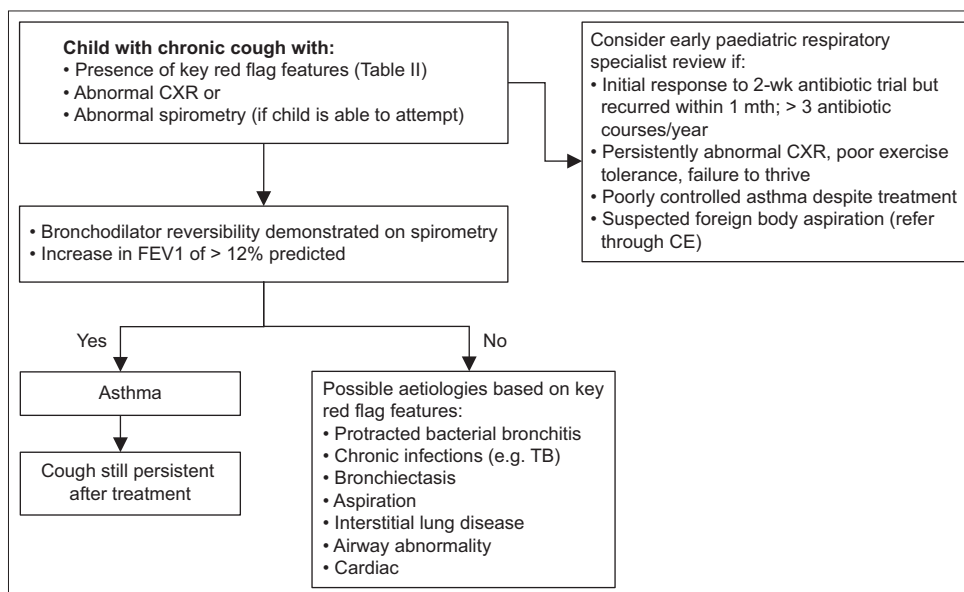 Child with chronic cough with:
• Presence of key red flag features (Table II)
• Abnormal CXR or
• Abnormal spirometry (if child is able to attempt)
Consider early paediatric respiratory
specialist review if:
• Initial response to 2-wk antibiotic trial but
recurred within 1 mth; > 3 antibiotic
courses/year
• Persistently abnormal CXR, poor exercise
tolerance, failure to thrive
• Poorly controlled asthma despite treatment
• Suspected foreign body aspiration (refer
through CE)
• Bronchodilator reversibility demonstrated on spirometry
• Increase in FEV1 of > 12% predicted
Yes
No
Asthma
Cough still persistent
after treatment
Possible aetiologies based on key
red flag features:
• Protracted bacterial bronchitis
• Chronic infections (e.g. TB)
• Bronchiectasis
• Aspiration
• Interstitial lung disease
• Airway abnormality
• Cardiac